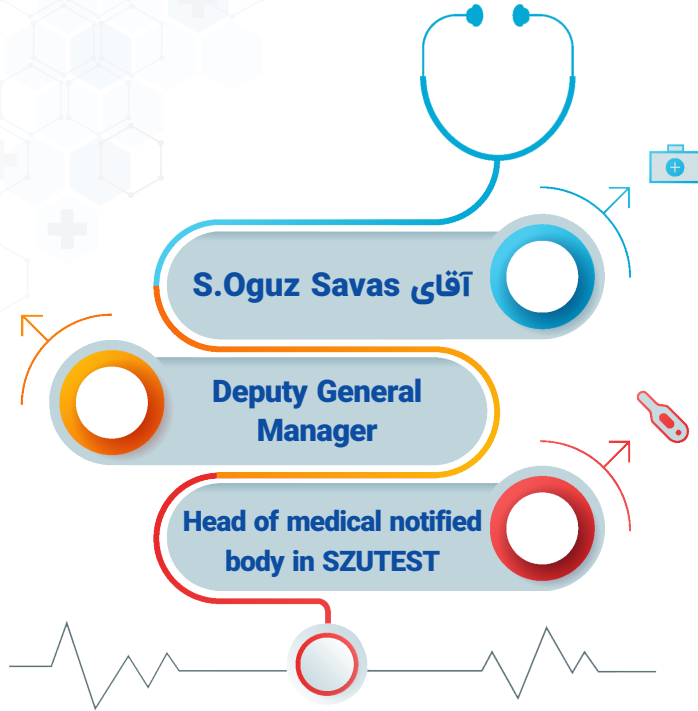 آقای S.Oguz Savas
Deputy General
Manager
Head of medical notified
body in SZUTEST